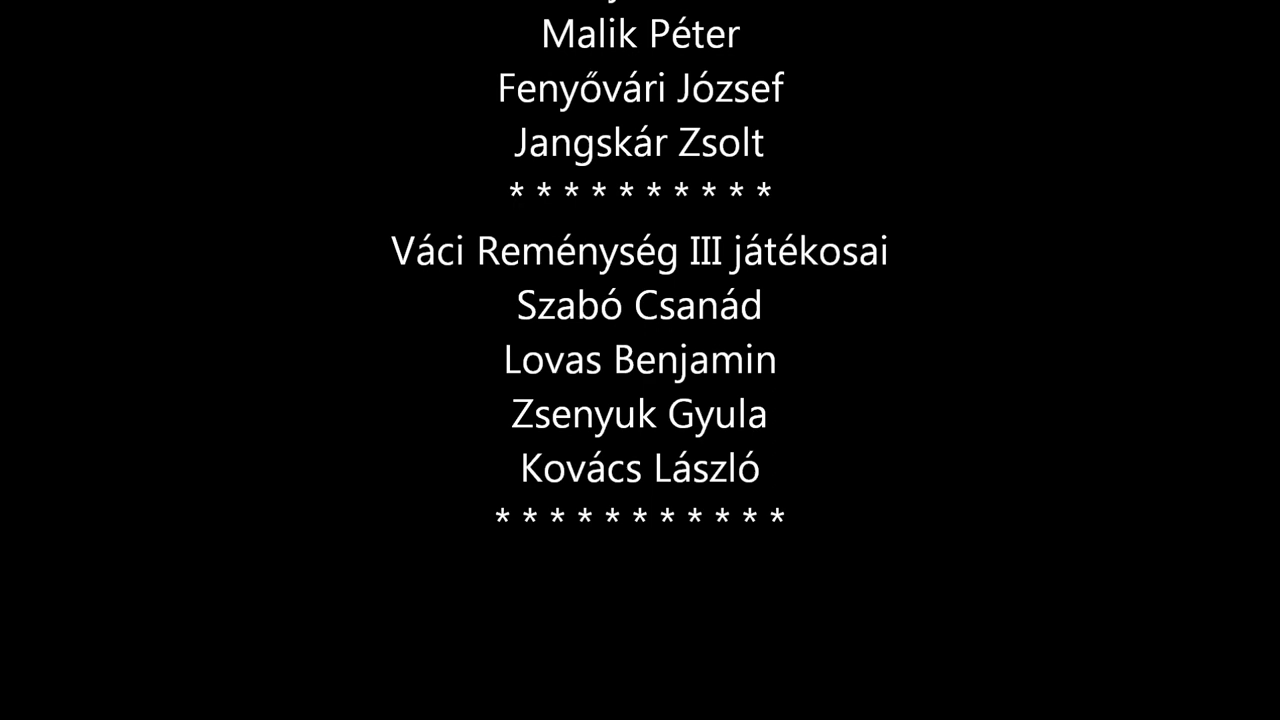 Malik Péter
Fenyővári József
Jangskár Zsolt
* * * * * * * * * *
Váci Reménység III játékosai
Szabó Csanád
Lovas Benjamin
Zsenyuk Gyula
Kovács László
* * * * * * * * * * *